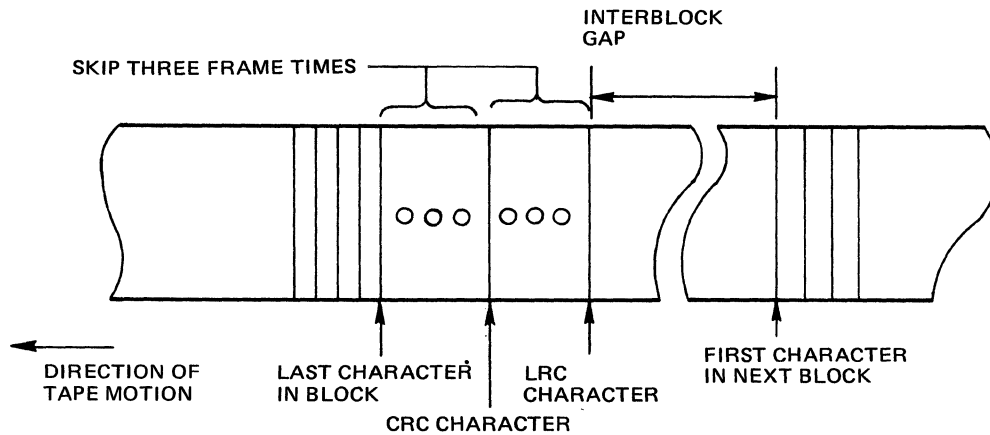 INTERBLOCK
GAP
SKIP THREE FRAME TIMES
DIRECTION OF
TAPE MOTION
LAST CHARACTER
IN BLOCK
CRC CHARACTER
LRC
CHARACTER
FIRST CHARACTER
IN NEXT BLOCK